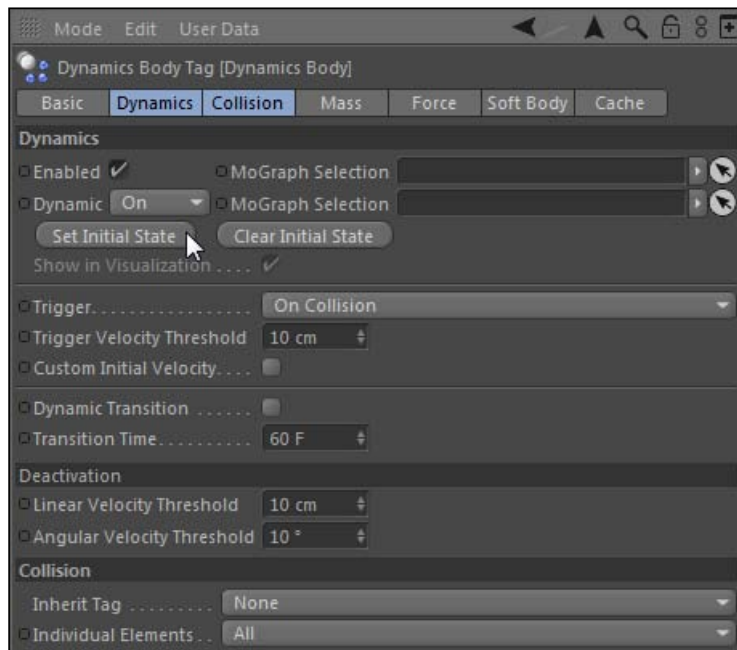 Mode Edit User Data
Dynamics Body Tag [Dynamics Body]
Basic Dynamics Collision Mass Force Soft Body Cache
Dynamics
Enabled MoGraph Selection
Dynamic On MoGraph Selection
Set Initial State Clear Initial State
Show in Visualization . . . .
Trigger. . . . . . . . . . . . . . . . . On Collision
Trigger Velocity Threshold 10 cm
Custom Initial Velocity. . . .
Dynamic Transition . . . . . .
Transition Time. . . . . . . . . . 60 F
Deactivation
Linear Velocity Threshold 10 cm
Angular Velocity Threshold 10 °
Collision
Inherit Tag . . . . . . . . . None
Individual Elements . . All